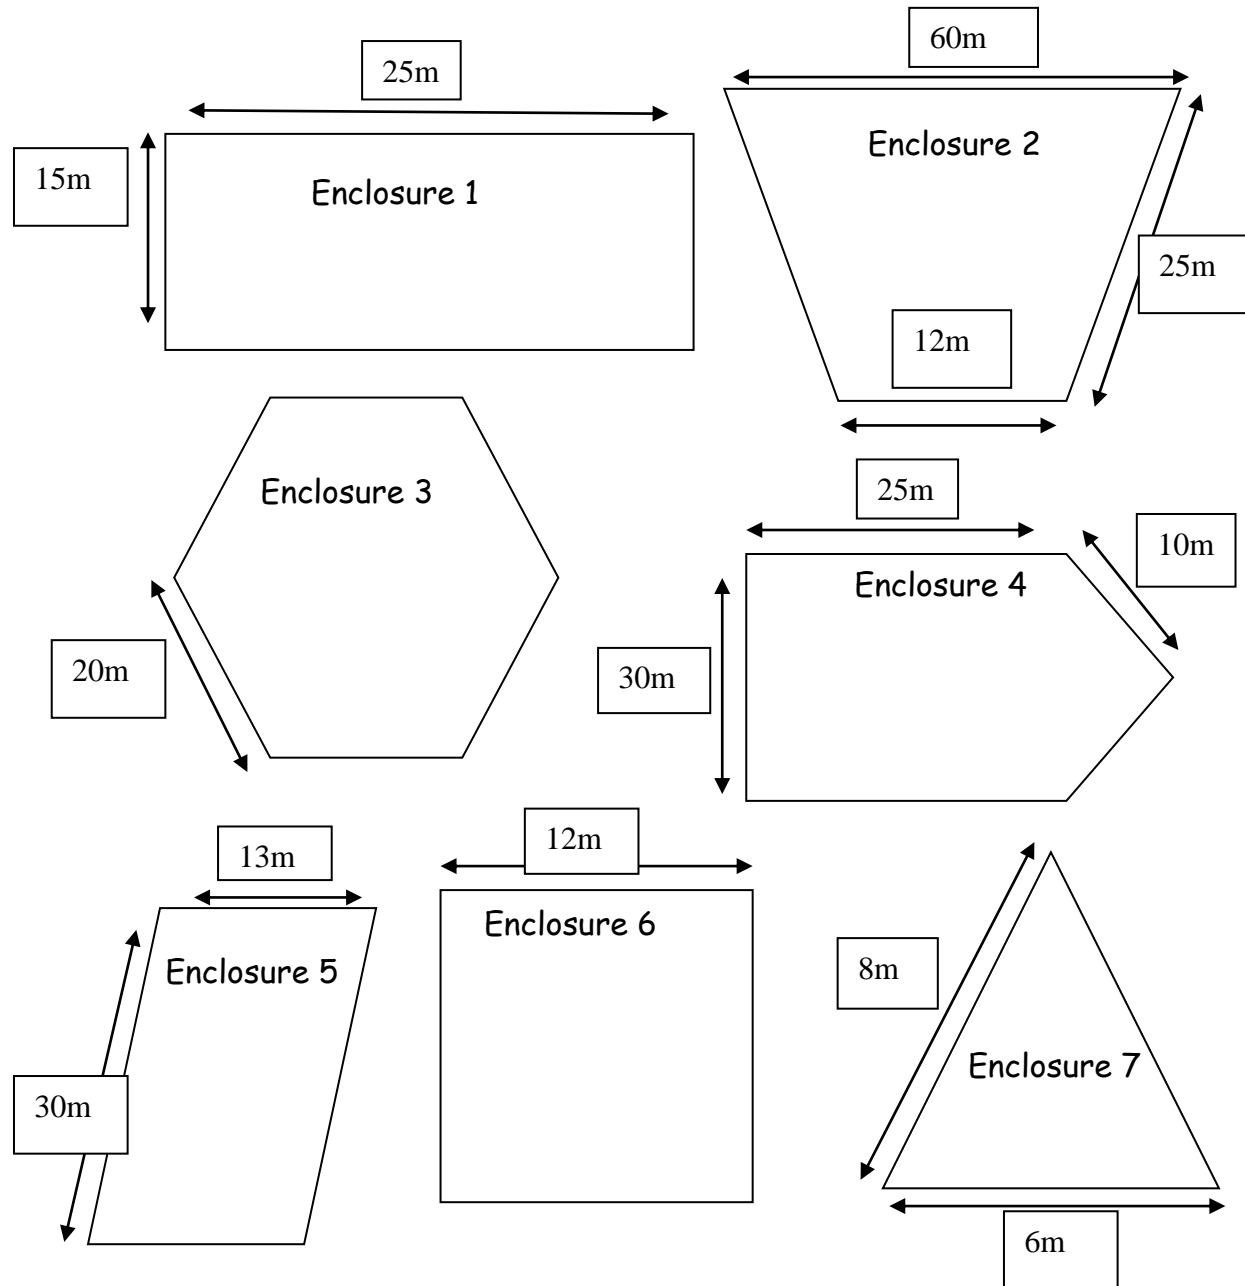 25m
15m
Enclosure 1
60m
Enclosure 2
25m
12m
Enclosure 3
20m
25m
10m
Enclosure 4
30m
13m
Enclosure 5
30m
12m
Enclosure 6
8m
Enclosure 7
6m